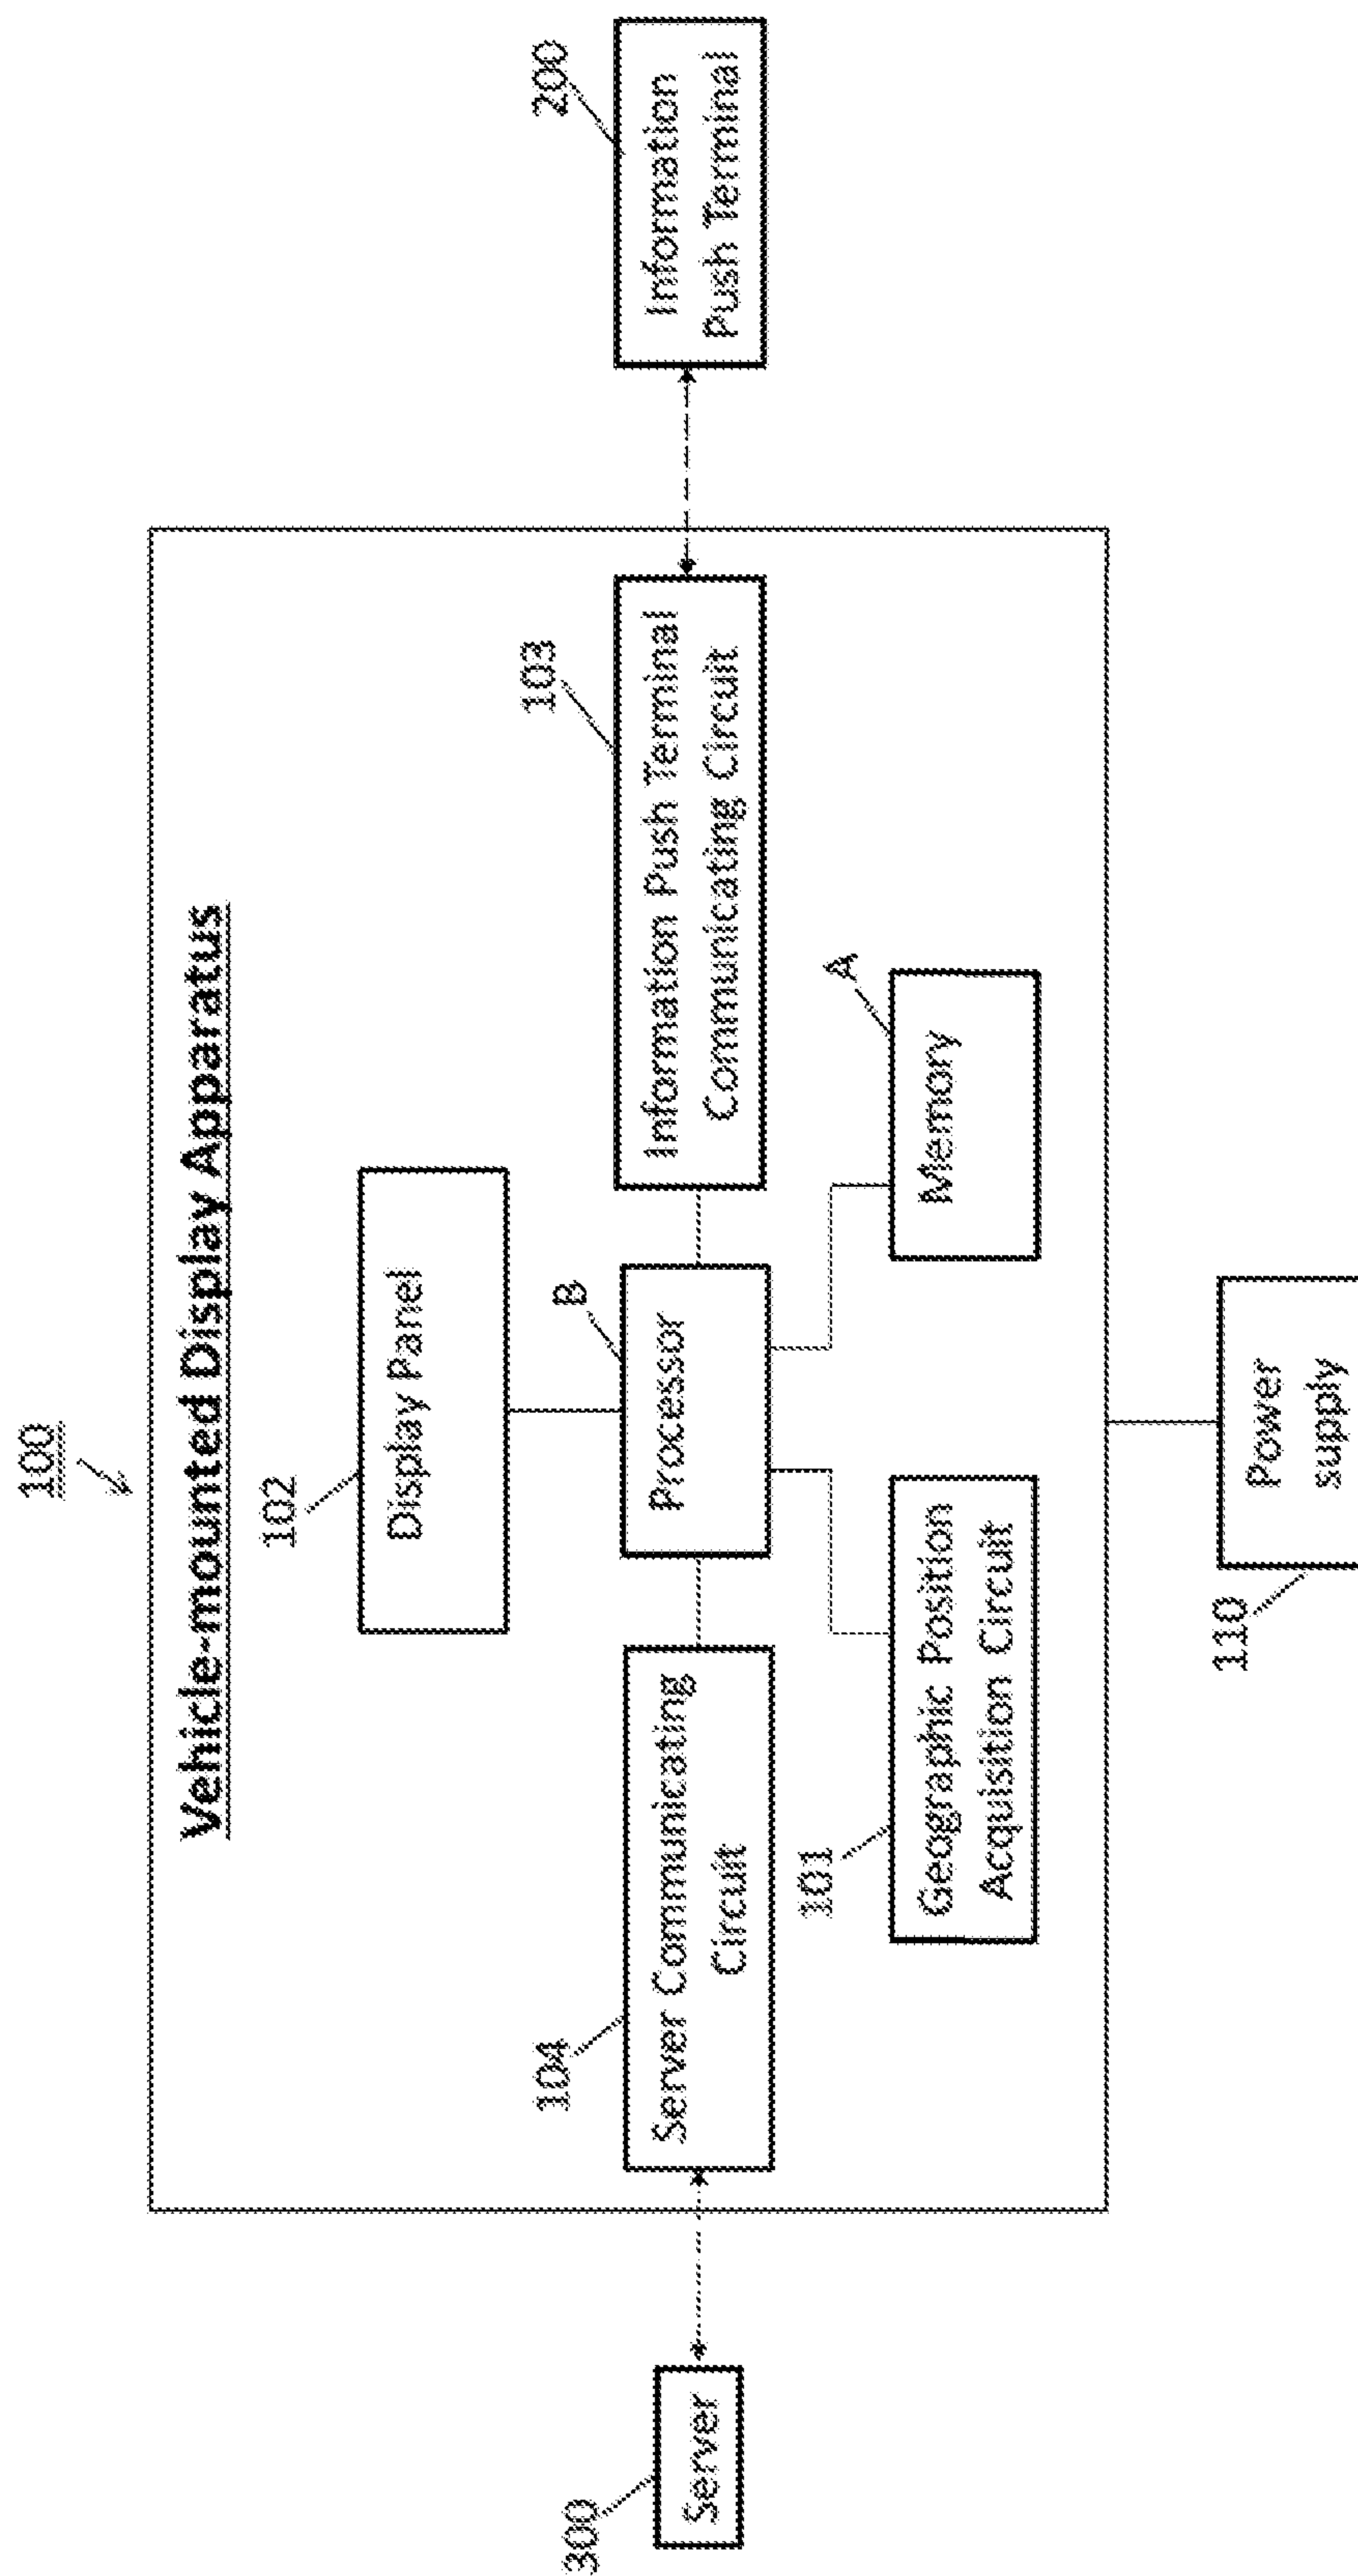 100
Vehicle-mounted Display Apparatus
102
Display Panel
300
Server
104
Server Communicating
Circuit
B
Processor
103
Information Push Terminal
Communicating Circuit
200
Information
Push Terminal
101
Geographic Position
Acquisition Circuit
A
Memory
110
Power
supply